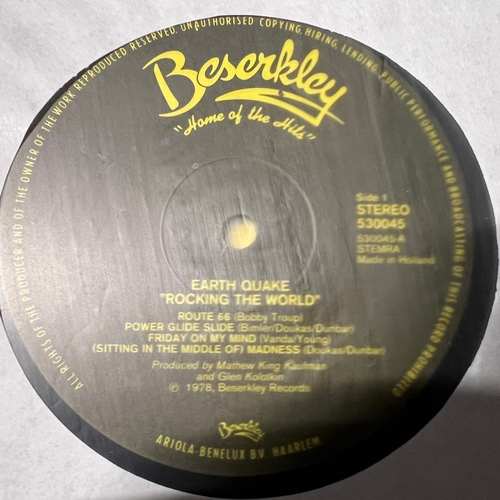 ALL RIGHTS OF THE PRODUCER AND OF THE OWNER OF THE WORK REPRODUCED RESERVED. UNAUTHORISED COPYING, HIRING, LENDING, PUBLIC PERFORMANCE AND BROADCASTING OF THIS RECORD PROHIBITED
Beserkley
"Home of the Hits"
Side 1
STEREO
530045
530045-A
STEMRA
Made in Holland
EARTH QUAKE
"ROCKING THE WORLD"
ROUTE 66 (Bobby Troup)
POWER GLIDE SLIDE (Bimler/Doukas/Dunbar)
FRIDAY ON MY MIND (Vanda/Young)
(SITTING IN THE MIDDLE OF) MADNESS (Doukas/Dunbar)
Produced by Mathew King Kaufman
and Glen Kolotkin
℗ 1978, Beserkley Records
Beserkley
ARIOLA-BENELUX B.V. HAARLEM